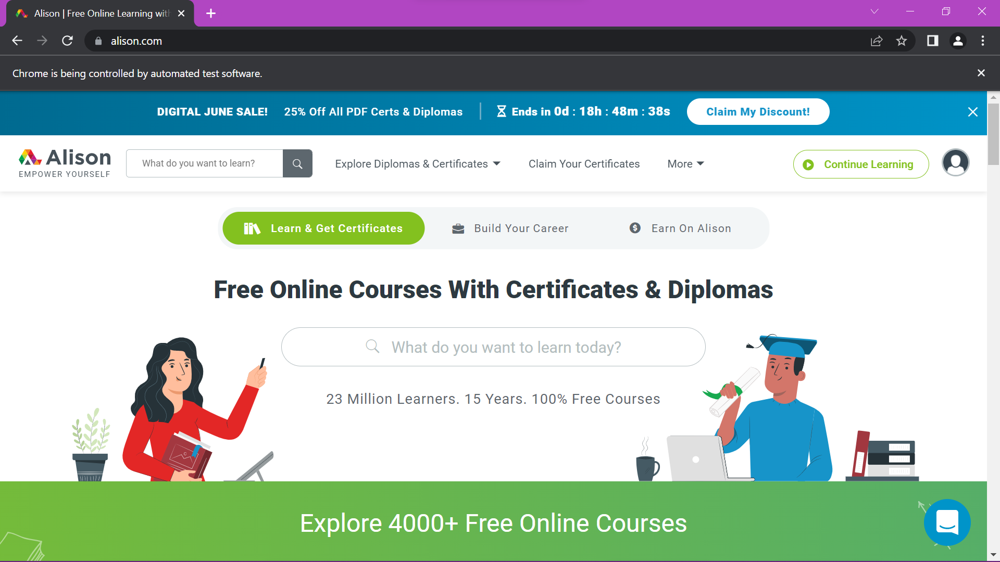 Alison | Free Online Learning with
alison.com
Chrome is being controlled by automated test software.
DIGITAL JUNE SALE! 25% Off All PDF Certs & Diplomas Ends in 0d : 18h : 48m : 38s Claim My Discount!
Alison
EMPOWER YOURSELF
What do you want to learn?
Explore Diplomas & Certificates Claim Your Certificates More Continue Learning
Learn & Get Certificates Build Your Career Earn On Alison
Free Online Courses With Certificates & Diplomas
What do you want to learn today?
23 Million Learners. 15 Years. 100% Free Courses
Explore 4000+ Free Online Courses